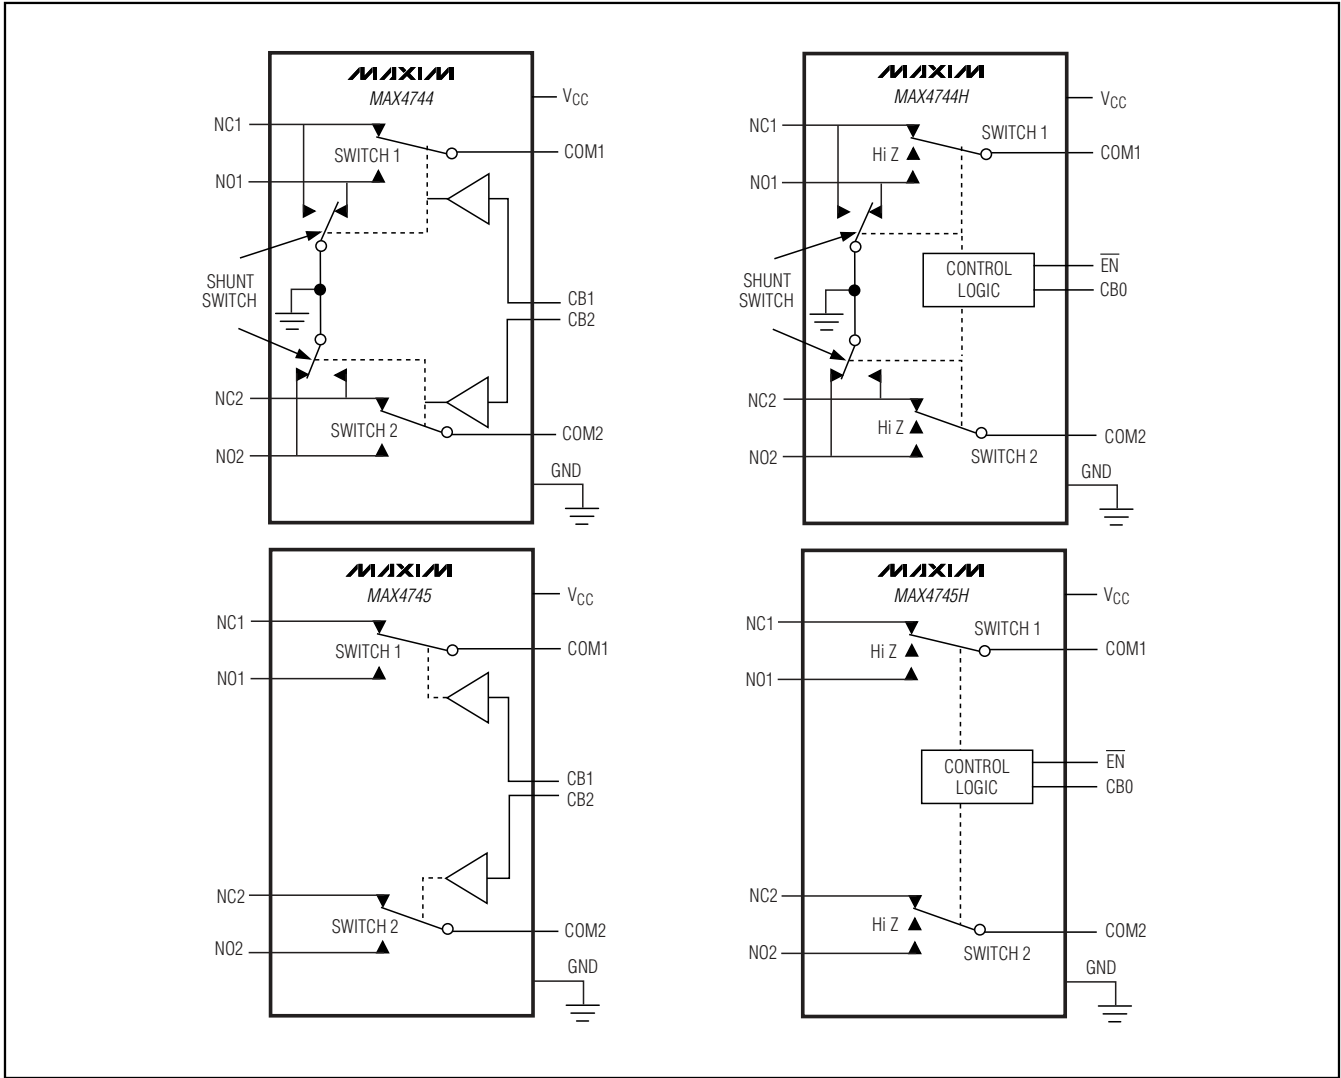 MAXIM
MAX4744
VCC
NC1
SWITCH 1
COM1
NO1
SHUNT
SWITCH
CB1
CB2
NC2
SWITCH 2
COM2
NO2
GND
MAXIM
MAX4744H
VCC
NC1
SWITCH 1
Hi Z
COM1
NO1
CONTROL
LOGIC
EN
CB0
SHUNT
SWITCH
NC2
Hi Z
COM2
NO2
SWITCH 2
GND
MAXIM
MAX4745
VCC
NC1
SWITCH 1
COM1
NO1
CB1
CB2
NC2
SWITCH 2
COM2
NO2
GND
MAXIM
MAX4745H
VCC
NC1
SWITCH 1
Hi Z
COM1
NO1
CONTROL
LOGIC
EN
CB0
NC2
Hi Z
COM2
NO2
SWITCH 2
GND